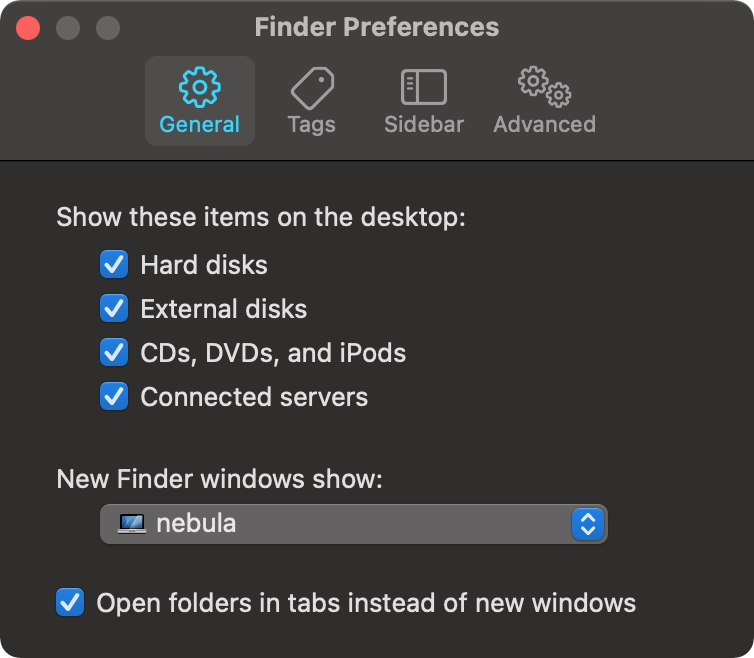 Finder Preferences
General Tags Sidebar Advanced
Show these items on the desktop:
Hard disks
External disks
CDs, DVDs, and iPods
Connected servers
New Finder windows show:
nebula
Open folders in tabs instead of new windows